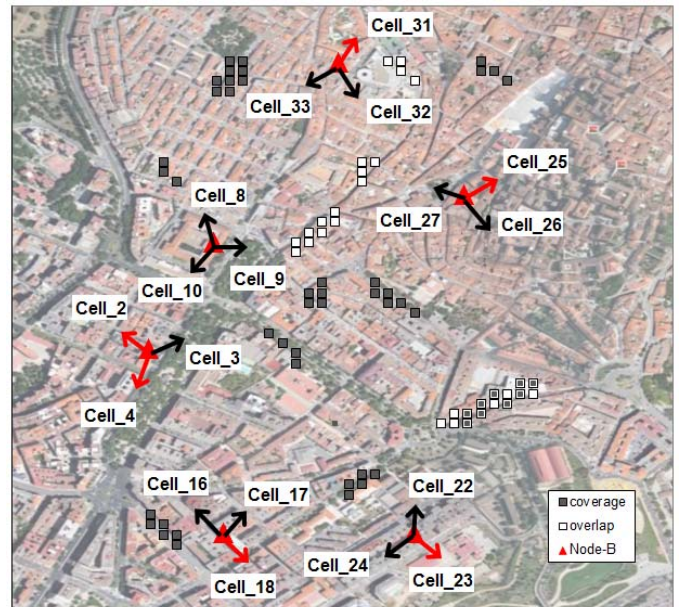 Cell_31
Cell_33
Cell_32
Cell_25
Cell_8
Cell_27
Cell_26
Cell_10
Cell_9
Cell_2
Cell_3
Cell_4
Cell_16
Cell_17
Cell_22
Cell_24
Cell_18
Cell_23
coverage
overlap
Node-B